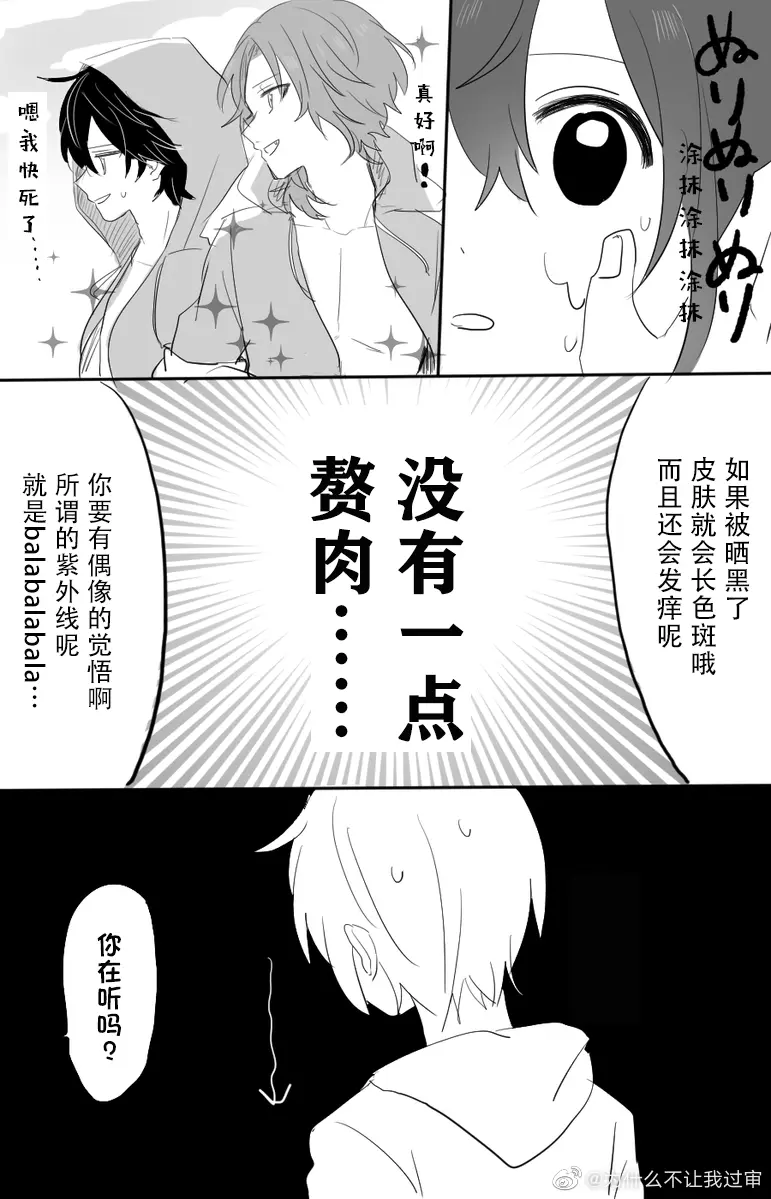 ぬりぬりぬり
涂抹涂抹涂抹
真好啊！
嗯我快死了……
如果被晒黑了
皮肤就会长色斑哦
而且还会发痒呢
没有一点
赘肉……
你要有偶像的觉悟啊
所谓的紫外线呢
就是balabalabala…
你在听吗？
@为什么不让我过审